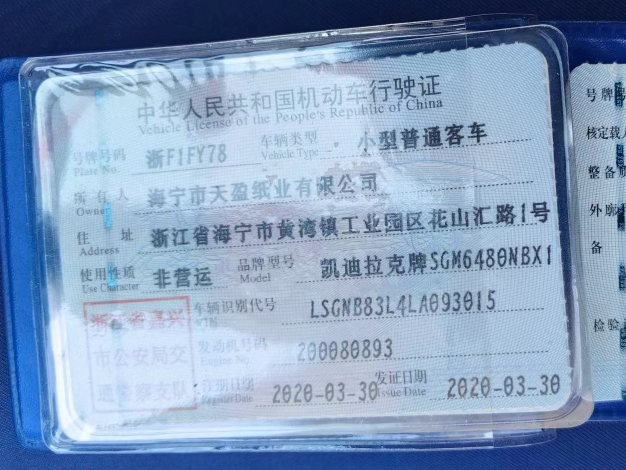 中华人民共和国机动车行驶证
Vehicle License of the People's Republic of China
号牌号码 浙F1FY78 车辆类型 小型普通客车
Plate No. Vehicle Type
所有人 海宁市天盈纸业有限公司
Owner
住址 浙江省海宁市黄湾镇工业园区花山汇路1号
Address
使用性质 非营运 品牌型号 凯迪拉克牌SGM6480NBX1
Use Character Model
浙江省嘉兴
市公安局交
通警察支队
车辆识别代号 LSGNB83L4LA093015
VIN
发动机号码 200080893
Engine No.
注册日期 2020-03-30 发证日期 2020-03-30
Register Date Issue Date
号牌
核定载人
整备质
外廓
备
检验